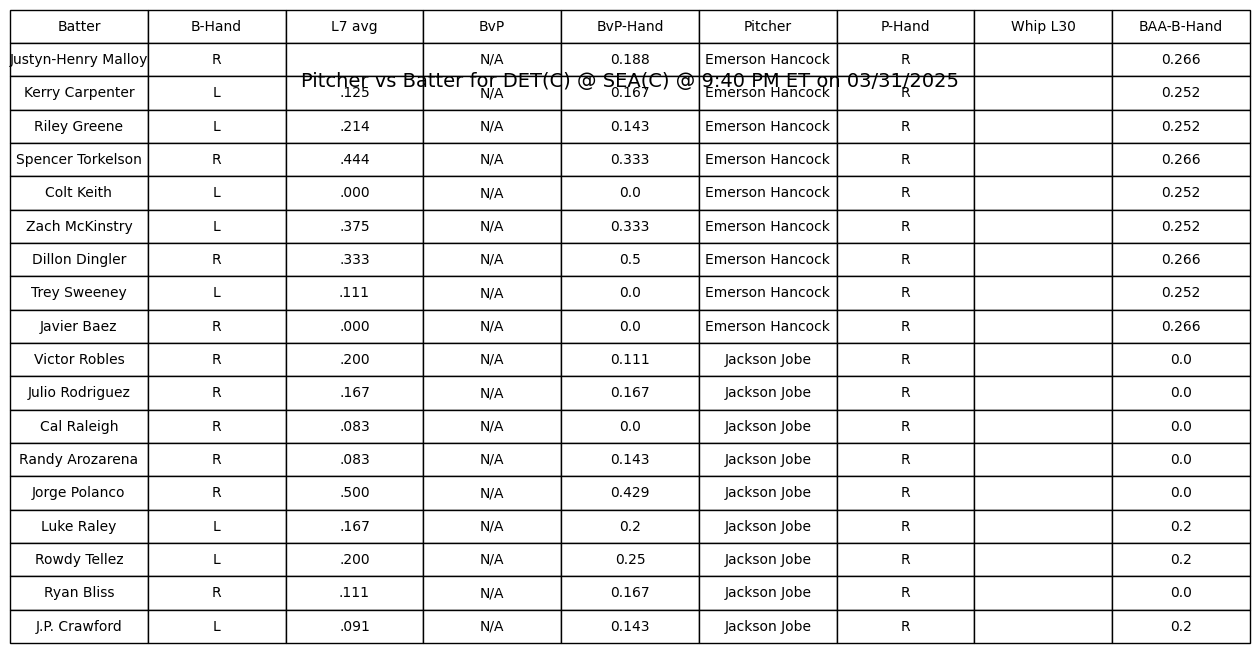 Batter B-Hand L7 avg BvP BvP-Hand Pitcher P-Hand Whip L30 BAA-B-Hand
Justyn-Henry Malloy R N/A 0.188 Emerson Hancock R 0.266
Pitcher vs Batter for DET(C) @ SEA(C) @ 9:40 PM ET on 03/31/2025
Kerry Carpenter L .125 N/A 0.167 Emerson Hancock R 0.252
Riley Greene L .214 N/A 0.143 Emerson Hancock R 0.252
Spencer Torkelson R .444 N/A 0.333 Emerson Hancock R 0.266
Colt Keith L .000 N/A 0.0 Emerson Hancock R 0.252
Zach McKinstry L .375 N/A 0.333 Emerson Hancock R 0.252
Dillon Dingler R .333 N/A 0.5 Emerson Hancock R 0.266
Trey Sweeney L .111 N/A 0.0 Emerson Hancock R 0.252
Javier Baez R .000 N/A 0.0 Emerson Hancock R 0.266
Victor Robles R .200 N/A 0.111 Jackson Jobe R 0.0
Julio Rodriguez R .167 N/A 0.167 Jackson Jobe R 0.0
Cal Raleigh R .083 N/A 0.0 Jackson Jobe R 0.0
Randy Arozarena R .083 N/A 0.143 Jackson Jobe R 0.0
Jorge Polanco R .500 N/A 0.429 Jackson Jobe R 0.0
Luke Raley L .167 N/A 0.2 Jackson Jobe R 0.2
Rowdy Tellez L .200 N/A 0.25 Jackson Jobe R 0.2
Ryan Bliss R .111 N/A 0.167 Jackson Jobe R 0.0
J.P. Crawford L .091 N/A 0.143 Jackson Jobe R 0.2